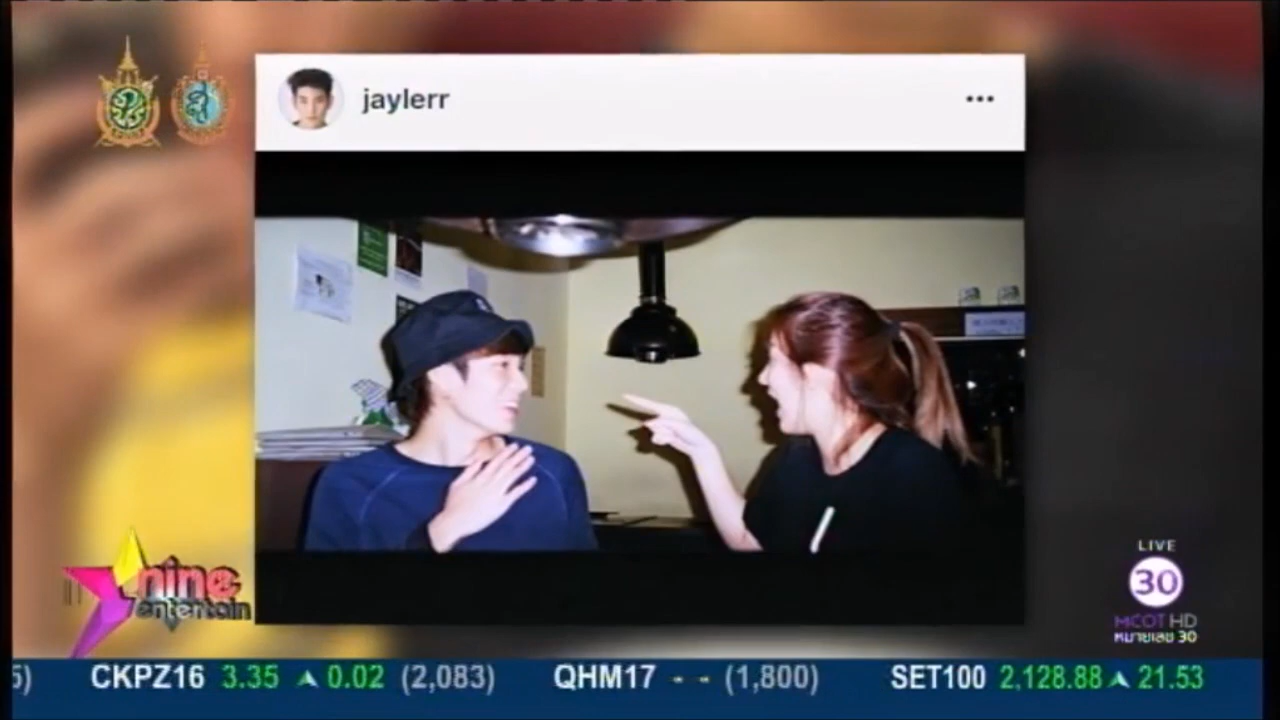 jaylerr
nine
entertain
LIVE
30
MCOT HD
หมายเลข 30
5) CKPZ16 3.35 ▲ 0.02 (2,083) QHM17 - - (1,800) SET100 2,128.88 ▲ 21.53